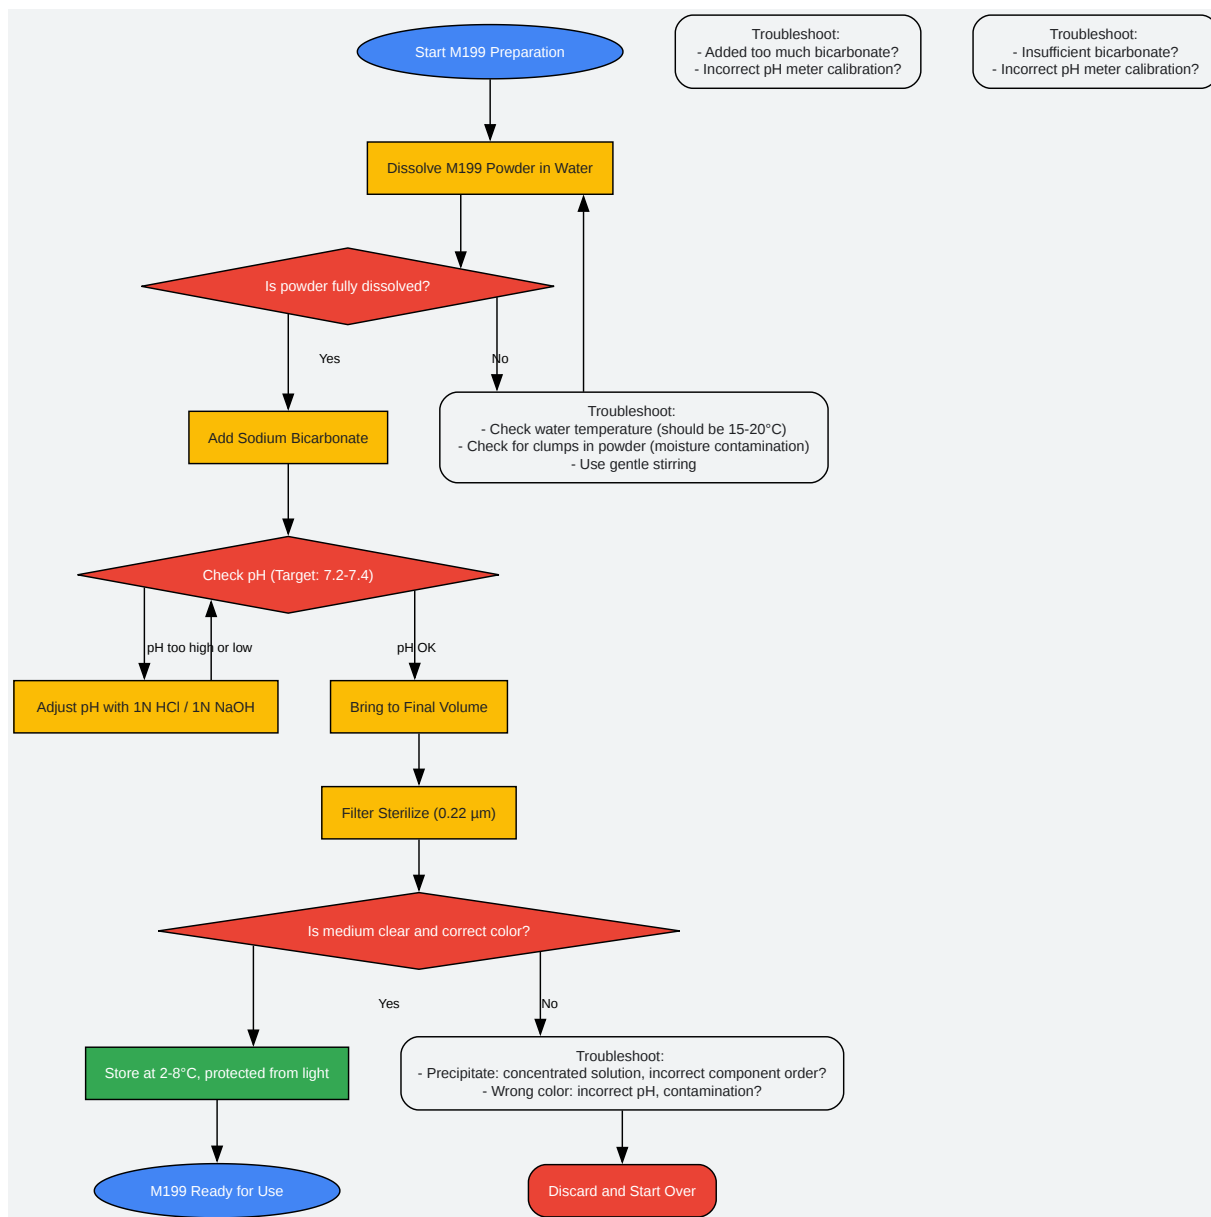 Start M199 Preparation
Troubleshoot:
- Added too much bicarbonate?
- Incorrect pH meter calibration?
Troubleshoot:
- Insufficient bicarbonate?
- Incorrect pH meter calibration?
Dissolve M199 Powder in Water
Is powder fully dissolved?
Yes
No
Add Sodium Bicarbonate
Troubleshoot:
- Check water temperature (should be 15-20°C)
- Check for clumps in powder (moisture contamination)
- Use gentle stirring
Check pH (Target: 7.2-7.4)
pH too high or low
pH OK
Adjust pH with 1N HCl / 1N NaOH
Bring to Final Volume
Filter Sterilize (0.22 µm)
Is medium clear and correct color?
Yes
No
Store at 2-8°C, protected from light
Troubleshoot:
- Precipitate: concentrated solution, incorrect component order?
- Wrong color: incorrect pH, contamination?
M199 Ready for Use
Discard and Start Over